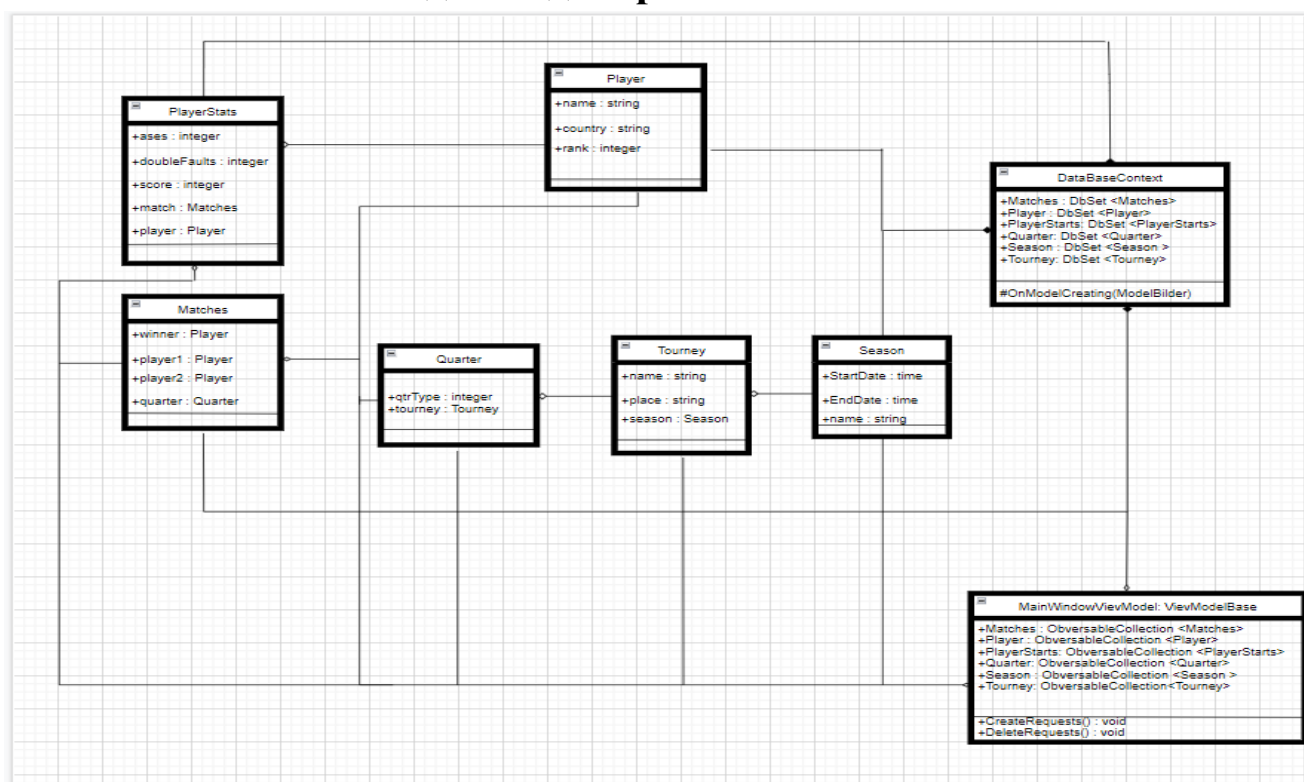 Player
+name : string
+country : string
+rank : integer
PlayerStats
+ases : integer
+doubleFaults : integer
+score : integer
+match : Matches
+player : Player
DataBaseContext
+Matches : DbSet <Matches>
+Player : DbSet <Player>
+PlayerStarts: DbSet <PlayerStarts>
+Quarter: DbSet <Quarter>
+Season : DbSet <Season >
+Tourney: DbSet <Tourney>
#OnModelCreating(ModelBilder)
Matches
+winner : Player
+player1 : Player
+player2 : Player
+quarter : Quarter
Quarter
+qtrType : integer
+tourney : Tourney
Tourney
+name : string
+place : string
+season : Season
Season
+StartDate : time
+EndDate : time
+name : string
MainWindowVievModel: VievModelBase
+Matches : ObversableCollection <Matches>
+Player : ObversableCollection <Player>
+PlayerStarts: ObversableCollection <PlayerStarts>
+Quarter: ObversableCollection <Quarter>
+Season : ObversableCollection <Season >
+Tourney: ObversableCollection<Tourney>
+CreateRequests() : void
+DeleteRequests() : void